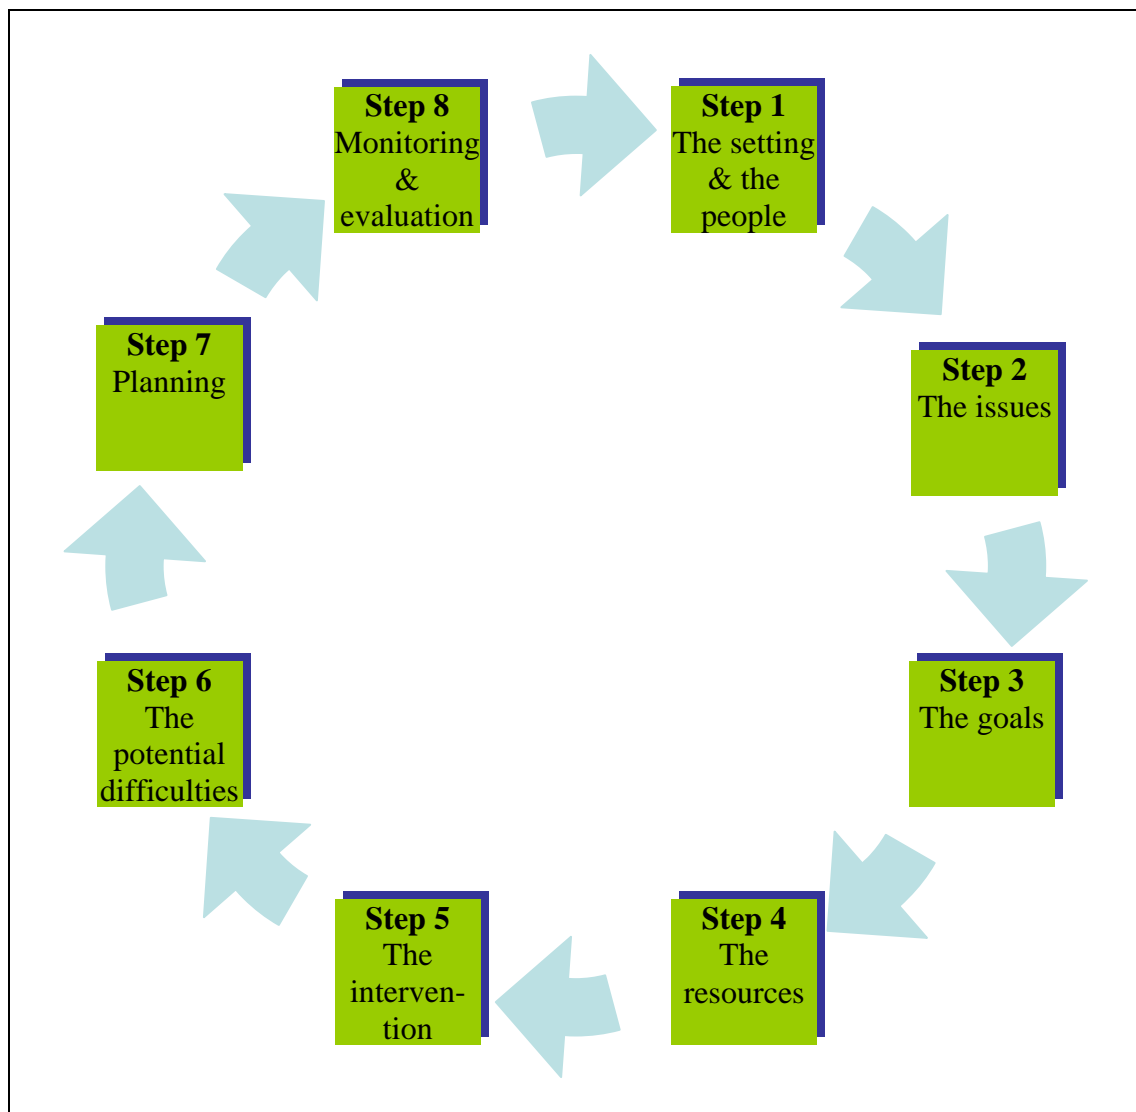 Step 1
The setting
& the
people
Step 2
The issues
Step 3
The goals
Step 4
The
resources
Step 5
The
interven-
tion
Step 6
The
potential
difficulties
Step 7
Planning
Step 8
Monitoring
&
evaluation